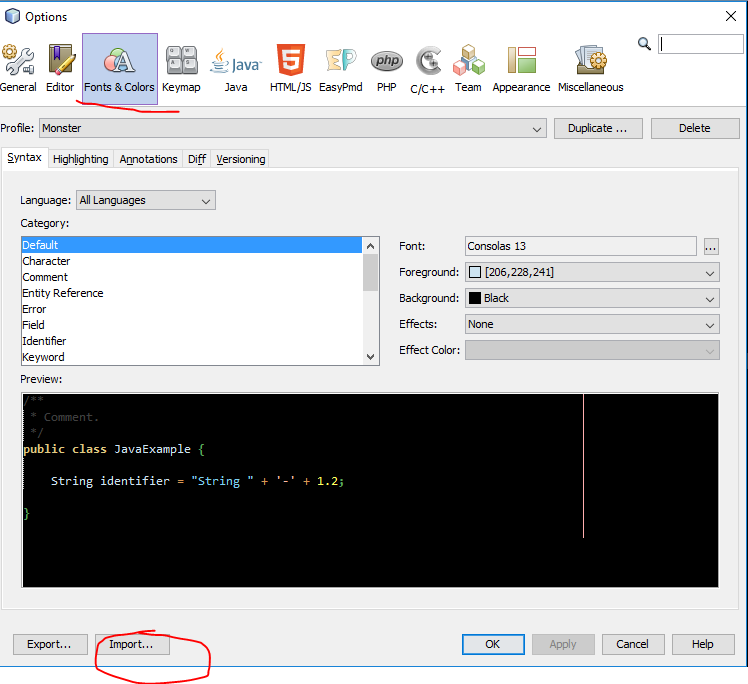 Options
General Editor Fonts & Colors Keymap Java HTML/JS EasyPmd PHP C/C++ Team Appearance Miscellaneous
Profile: Monster Duplicate ... Delete
Syntax Highlighting Annotations Diff Versioning
Language: All Languages
Category:
Default
Character
Comment
Entity Reference
Error
Field
Identifier
Keyword
Font: Consolas 13 ...
Foreground: [206,228,241]
Background: Black
Effects: None
Effect Color:
Preview:
/**
* Comment.
*/
public class JavaExample {
String identifier = "String " + '-' + 1.2;
}
Export... Import... OK Apply Cancel Help